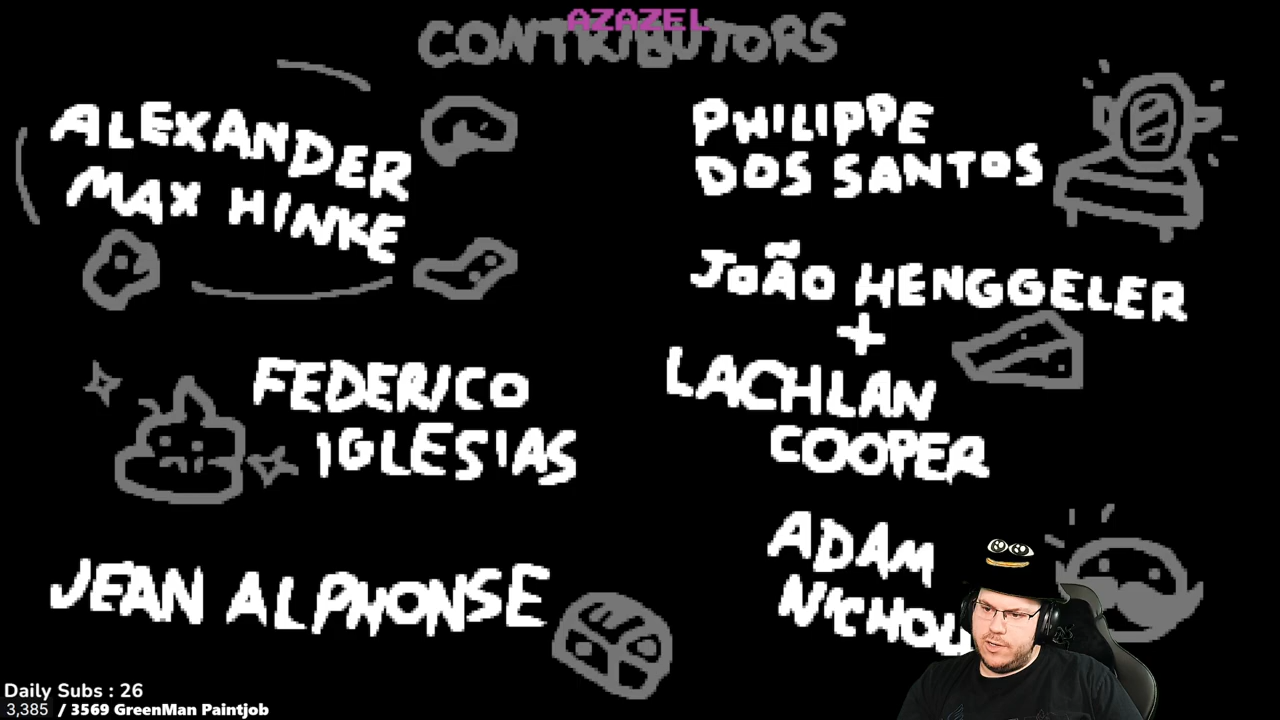 AZAZEL
CONTRIBUTORS
ALEXANDER
MAX HINKE
PHILIPPE
DOS SANTOS
JOÃO HENGGELER
+
LACHLAN
COOPER
FEDERICO
IGLESIAS
JEAN ALPHONSE
ADAM
Daily Subs : 26
3,385 / 3569 GreenMan Paintjob